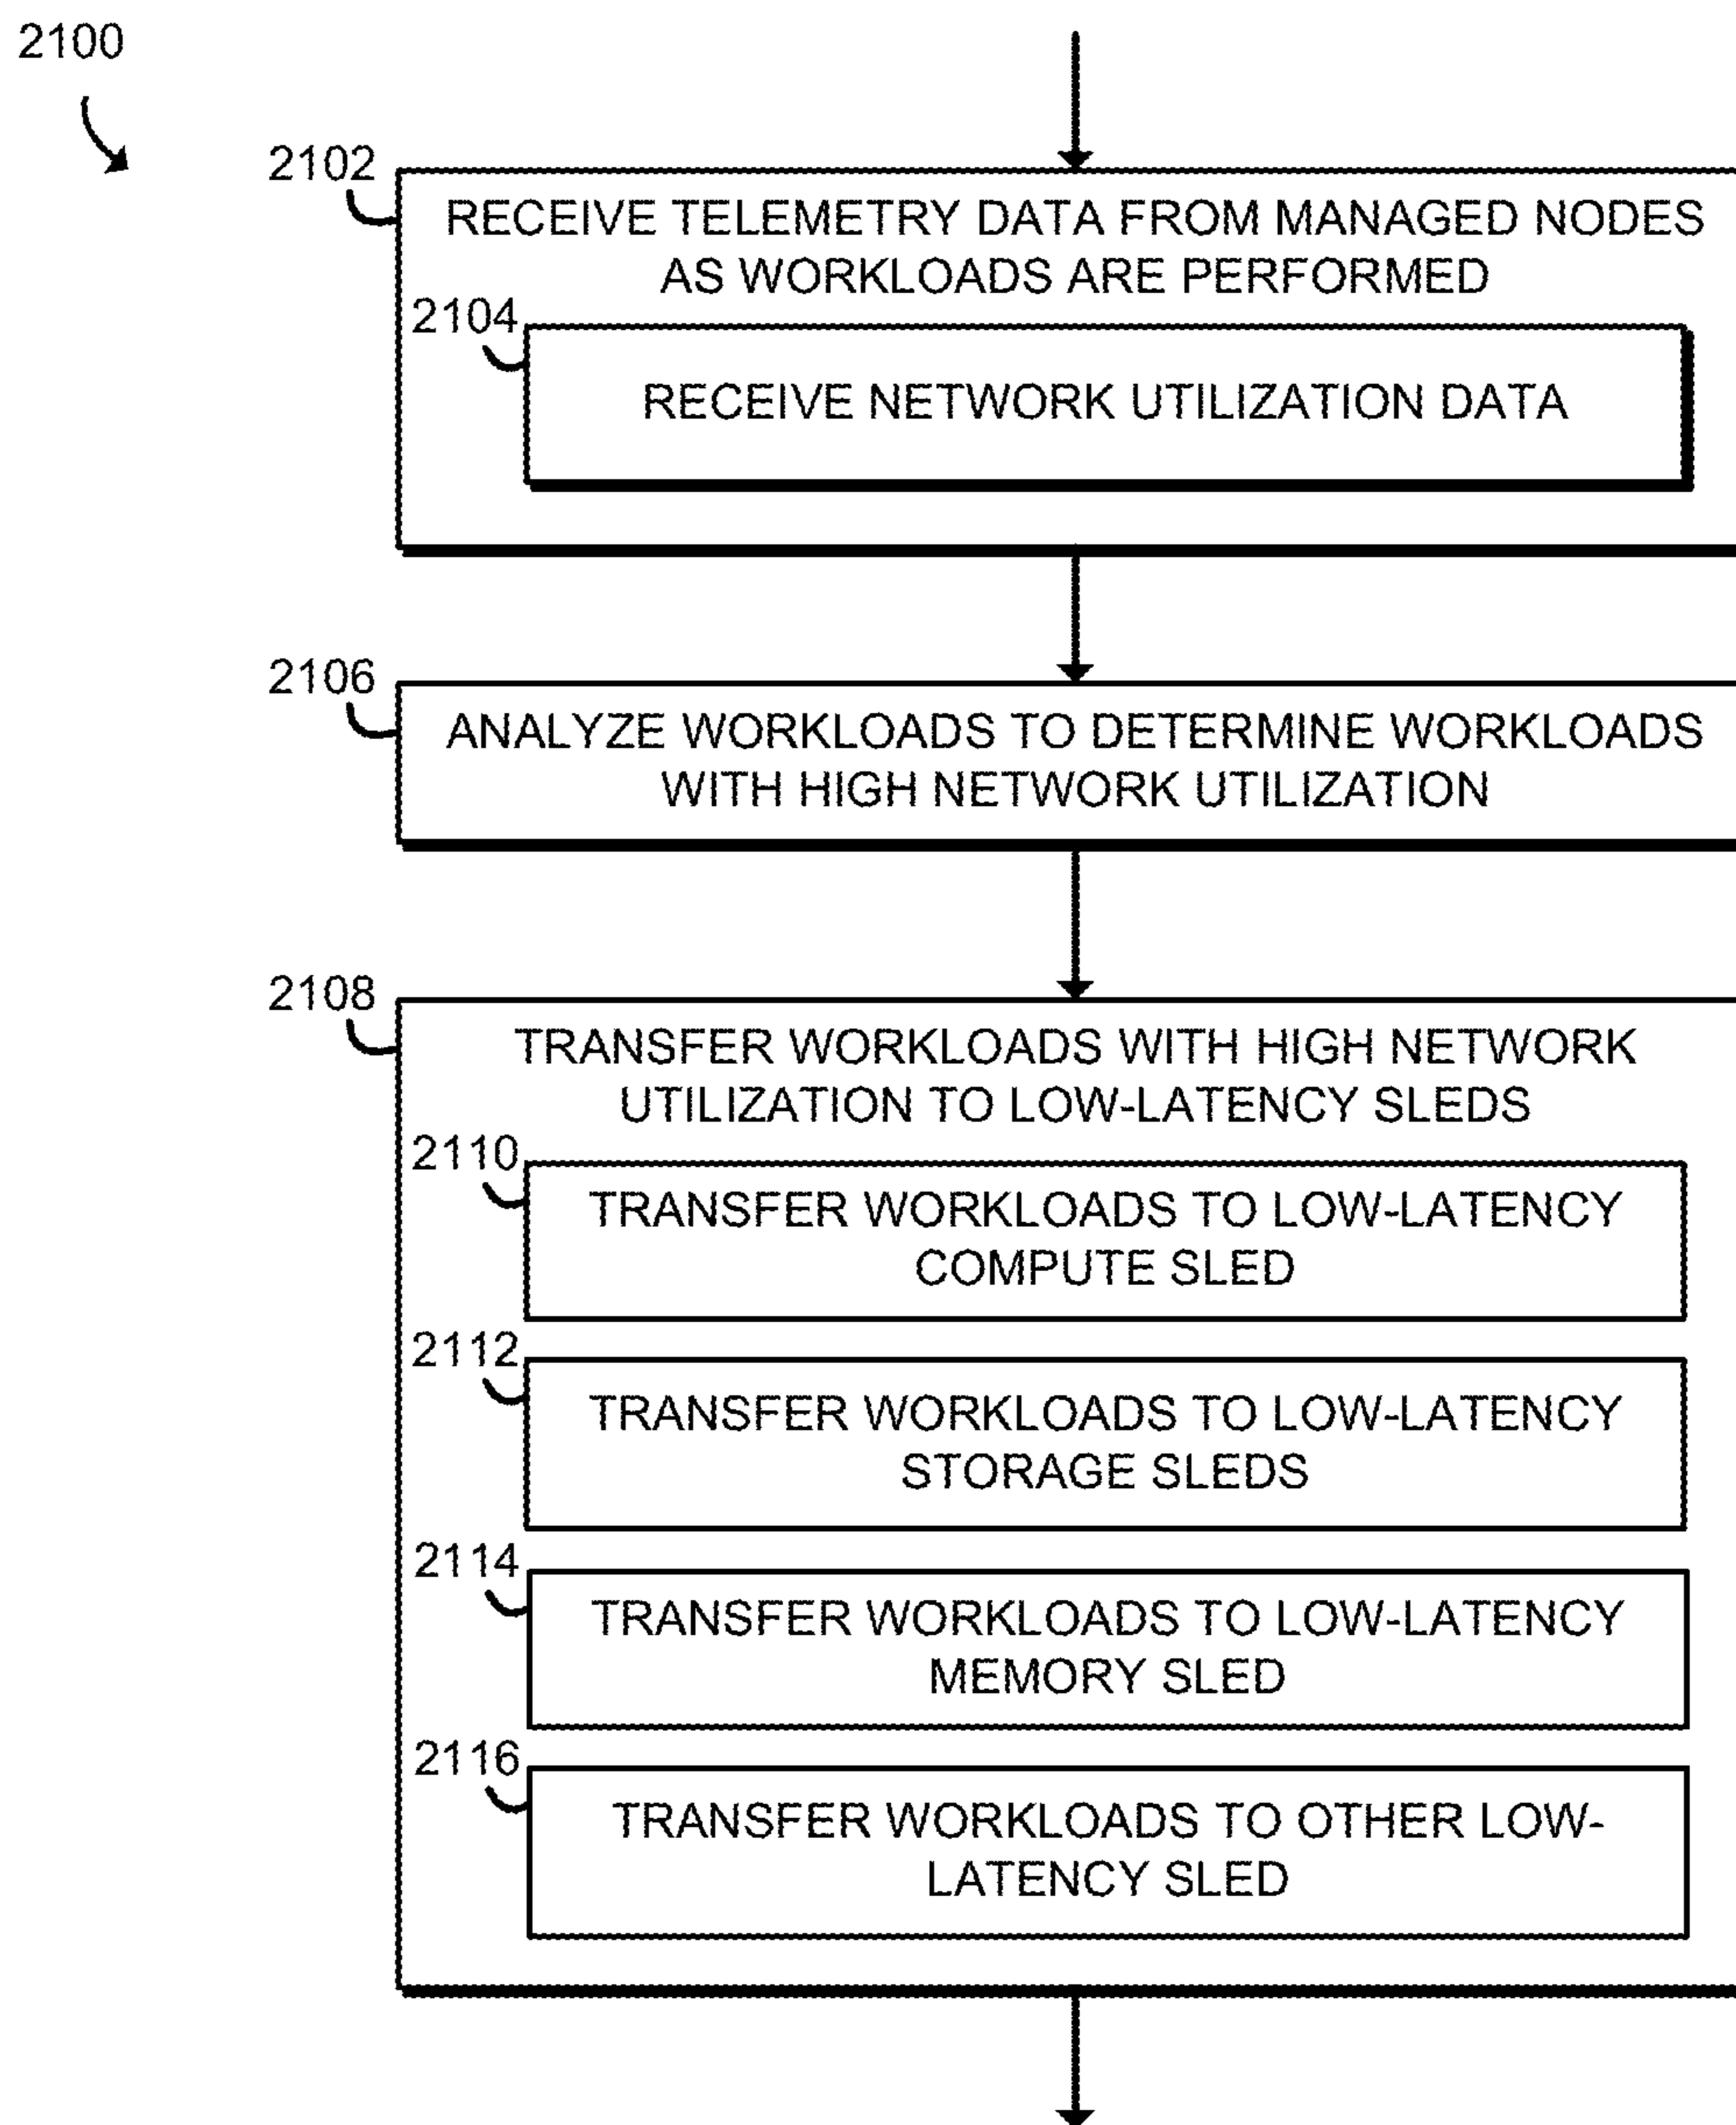 2100
2102
RECEIVE TELEMETRY DATA FROM MANAGED NODES
AS WORKLOADS ARE PERFORMED
2104
RECEIVE NETWORK UTILIZATION DATA
2106
ANALYZE WORKLOADS TO DETERMINE WORKLOADS
WITH HIGH NETWORK UTILIZATION
2108
TRANSFER WORKLOADS WITH HIGH NETWORK
UTILIZATION TO LOW-LATENCY SLEDS
2110
TRANSFER WORKLOADS TO LOW-LATENCY
COMPUTE SLED
2112
TRANSFER WORKLOADS TO LOW-LATENCY
STORAGE SLEDS
2114
TRANSFER WORKLOADS TO LOW-LATENCY
MEMORY SLED
2116
TRANSFER WORKLOADS TO OTHER LOW-
LATENCY SLED